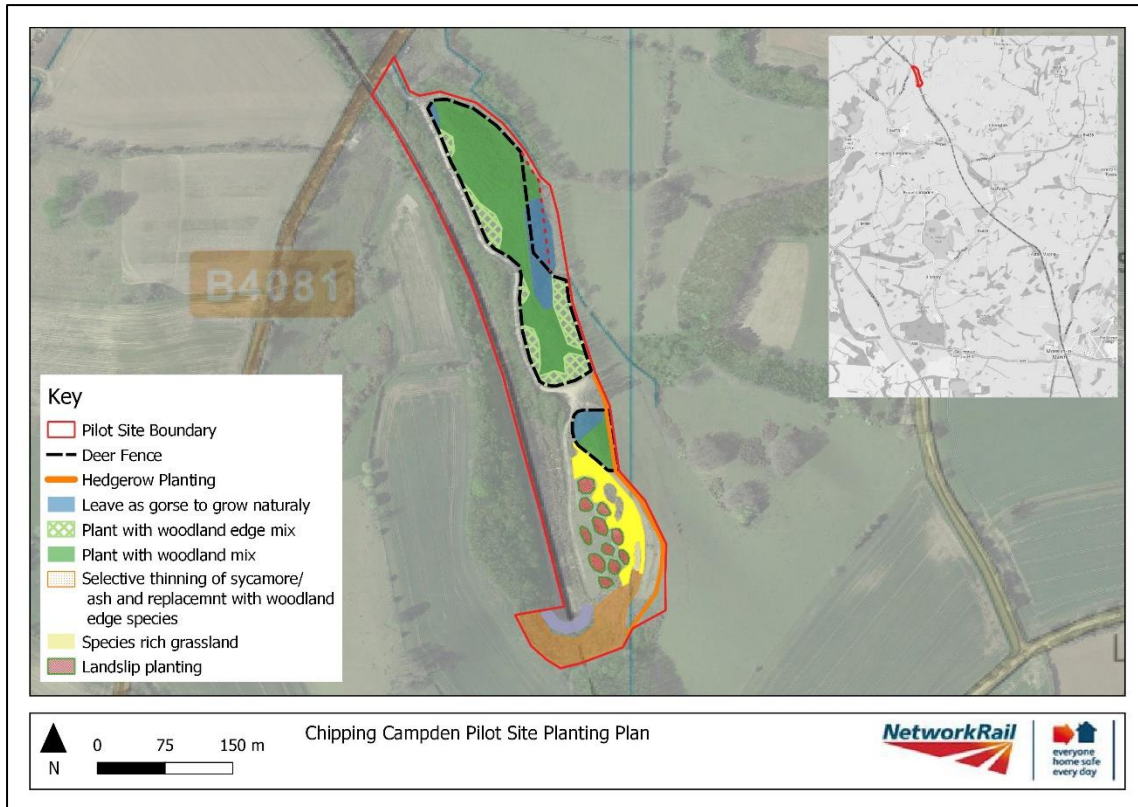 B4081
Key
Pilot Site Boundary
Deer Fence
Hedgerow Planting
Leave as gorse to grow naturaly
Plant with woodland edge mix
Plant with woodland mix
Selective thinning of sycamore/
ash and replacemnt with woodland
edge species
Species rich grassland
Landslip planting
N
0 75 150 m
Chipping Campden Pilot Site Planting Plan
NetworkRail
everyone
home safe
every day